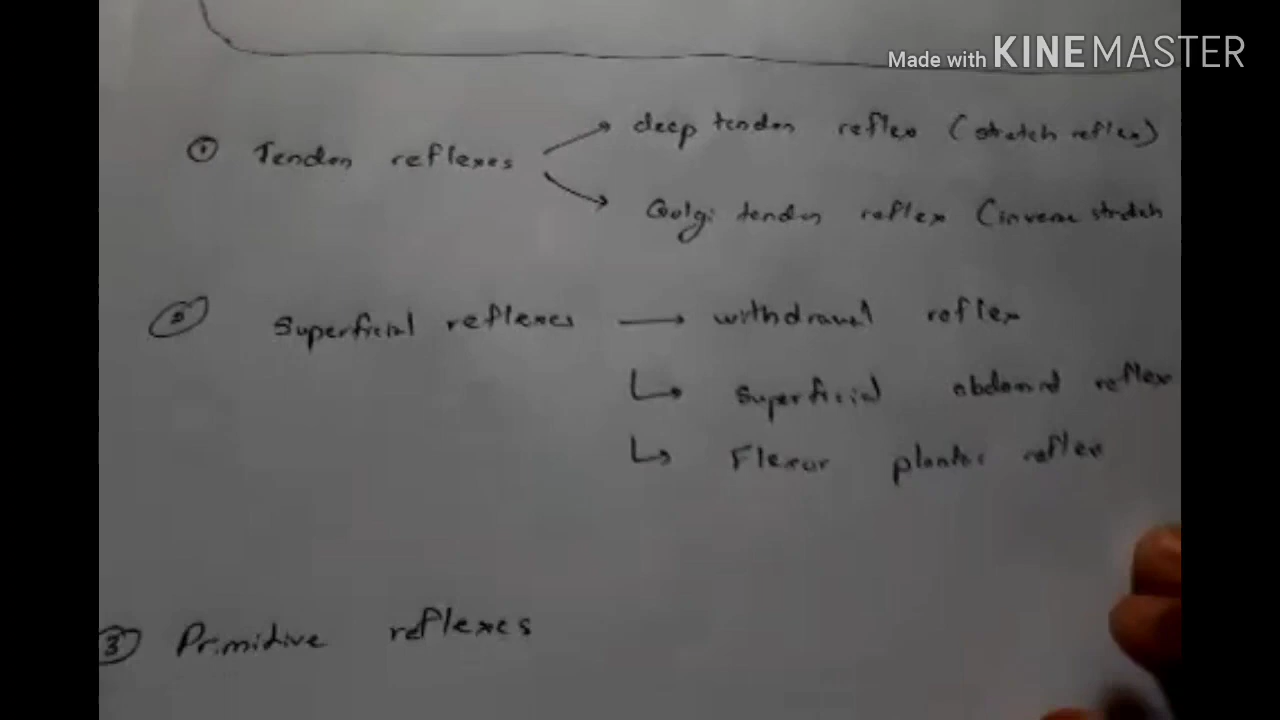 Made with KINEMASTER
① Tendon reflexes → deep tendon reflex (stretch reflex)
→ Golgi tendon reflex (inverse stretch
② Superficial reflexes → withdrawal reflex
↳ Superficial abdominal reflex
↳ Flexor plantar reflex
③ Primitive reflexes